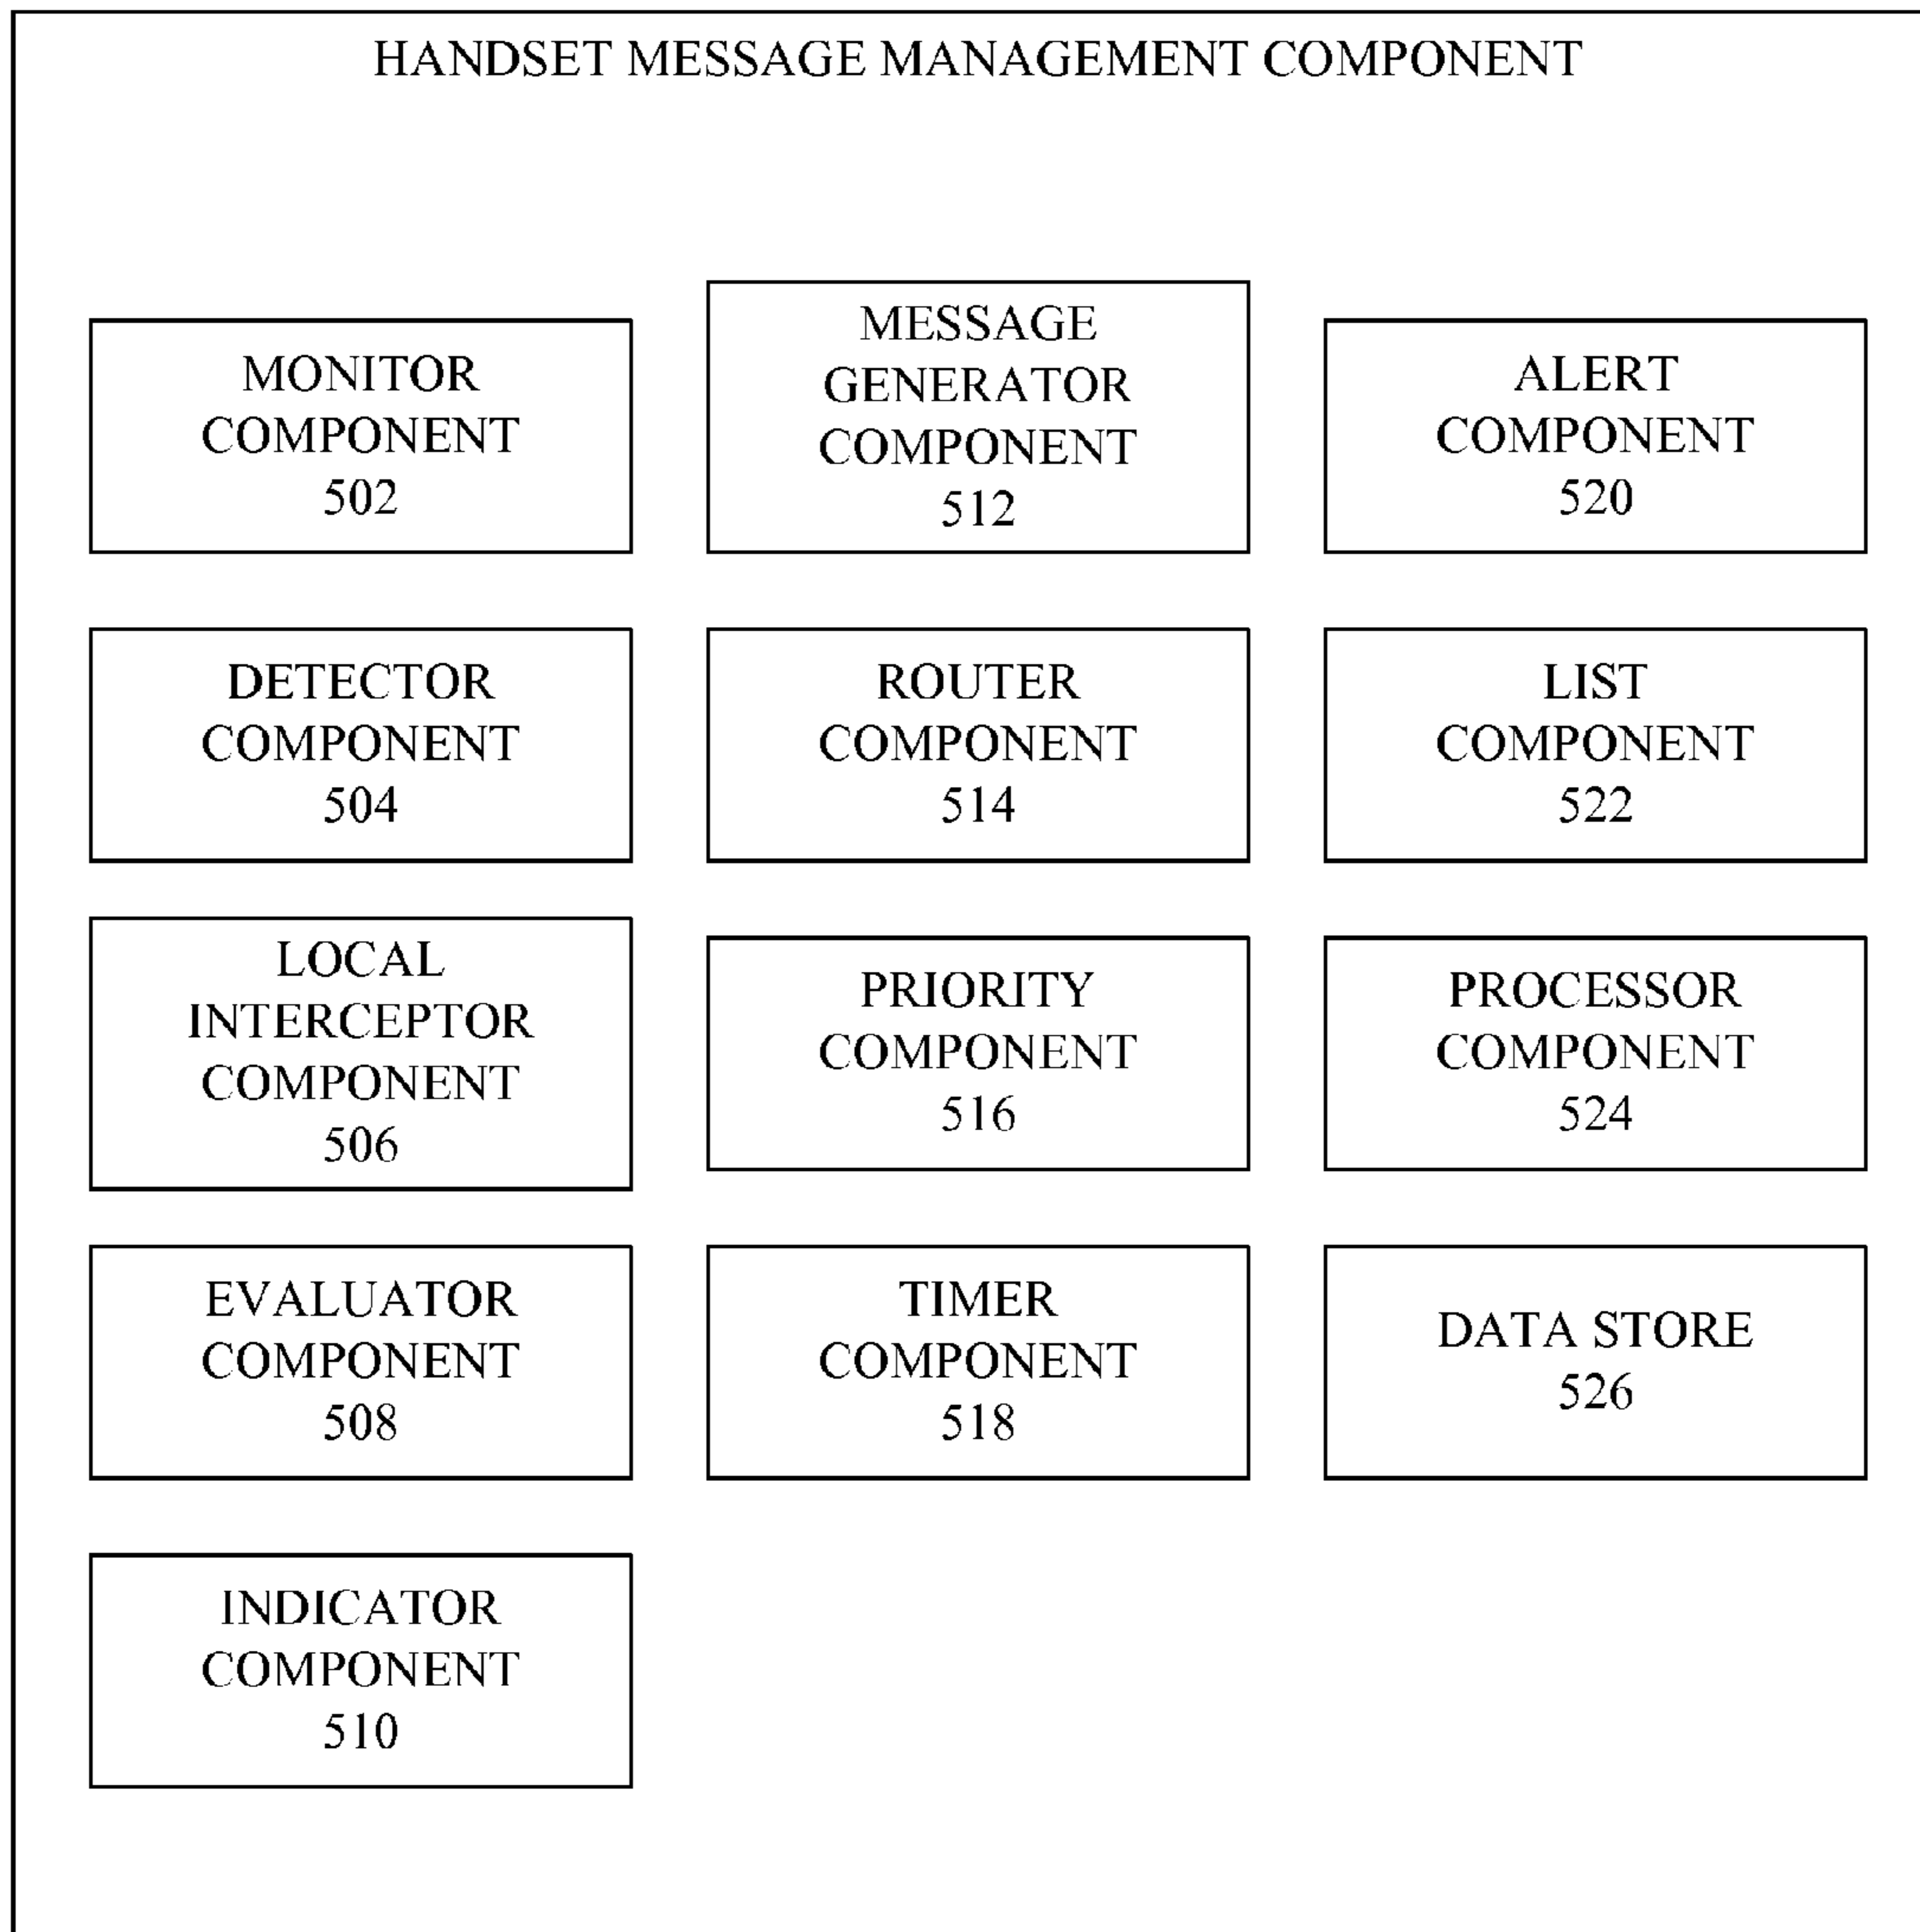 HANDSET MESSAGE MANAGEMENT COMPONENT
MONITOR
COMPONENT
502
DETECTOR
COMPONENT
504
LOCAL
INTERCEPTOR
COMPONENT
506
EVALUATOR
COMPONENT
508
INDICATOR
COMPONENT
510
MESSAGE
GENERATOR
COMPONENT
512
ROUTER
COMPONENT
514
PRIORITY
COMPONENT
516
TIMER
COMPONENT
518
ALERT
COMPONENT
520
LIST
COMPONENT
522
PROCESSOR
COMPONENT
524
DATA STORE
526